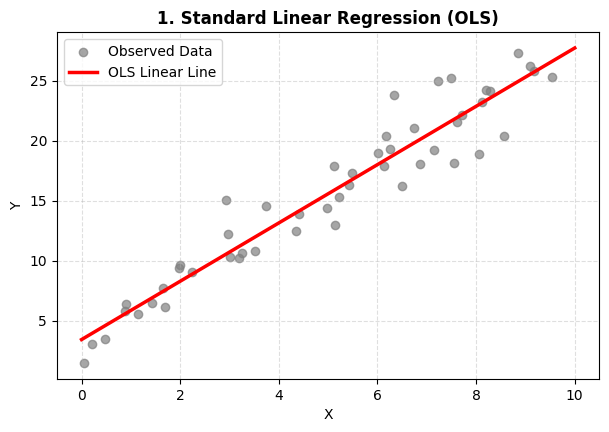 1. Standard Linear Regression (OLS)
Observed Data
OLS Linear Line
25
20
15
10
5
Y
0 2 4 6 8 10
X